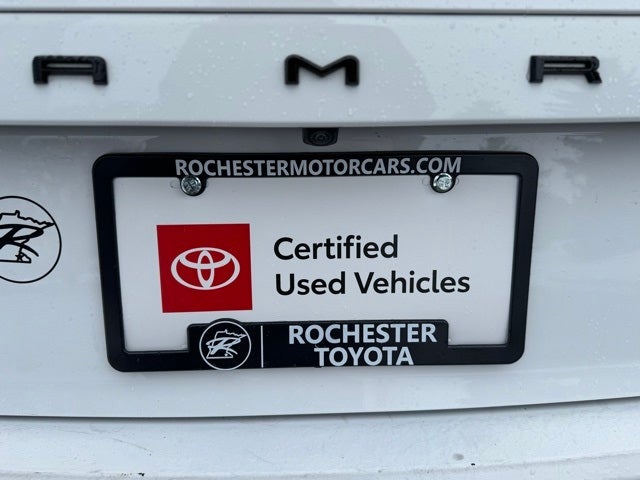 A M R
ROCHESTERMOTORCARS.COM
Certified
Used Vehicles
R
R
ROCHESTER
TOYOTA